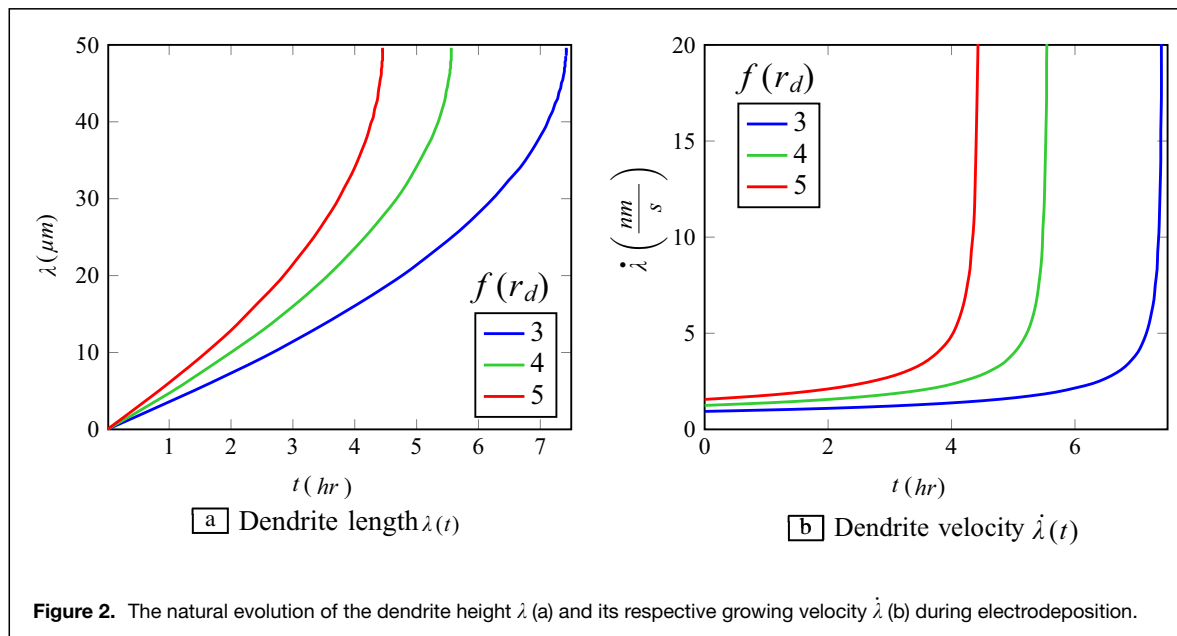 50
40
30
20
10
0
λ(μm)
1 2 3 4 5 6 7
t(hr)
f(r_d)
3
4
5
a Dendrite length λ(t)
20
15
10
5
0
λ̇ (nm/s)
0 2 4 6
t(hr)
f(r_d)
3
4
5
b Dendrite velocity λ̇(t)
Figure 2. The natural evolution of the dendrite height λ (a) and its respective growing velocity λ̇ (b) during electrodeposition.